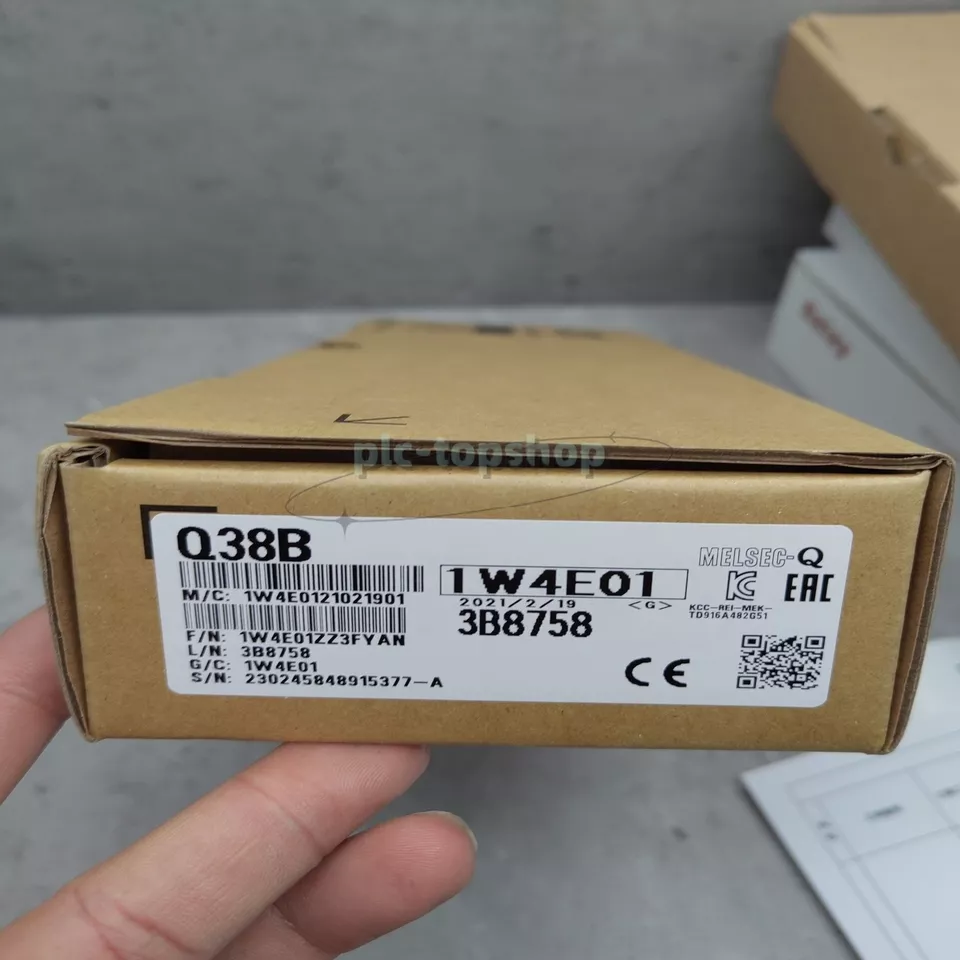 plc-topshop
Q38B
MELSEC-Q
M/C: 1W4E0121021901
1W4E01
2021/2/19 <G>
3B8758
KCC-REI-MEK-
TD916A482G51
EAC
F/N: 1W4E01ZZ3FYAN
L/N: 3B8758
G/C: 1W4E01
S/N: 230245848915377-A
CE